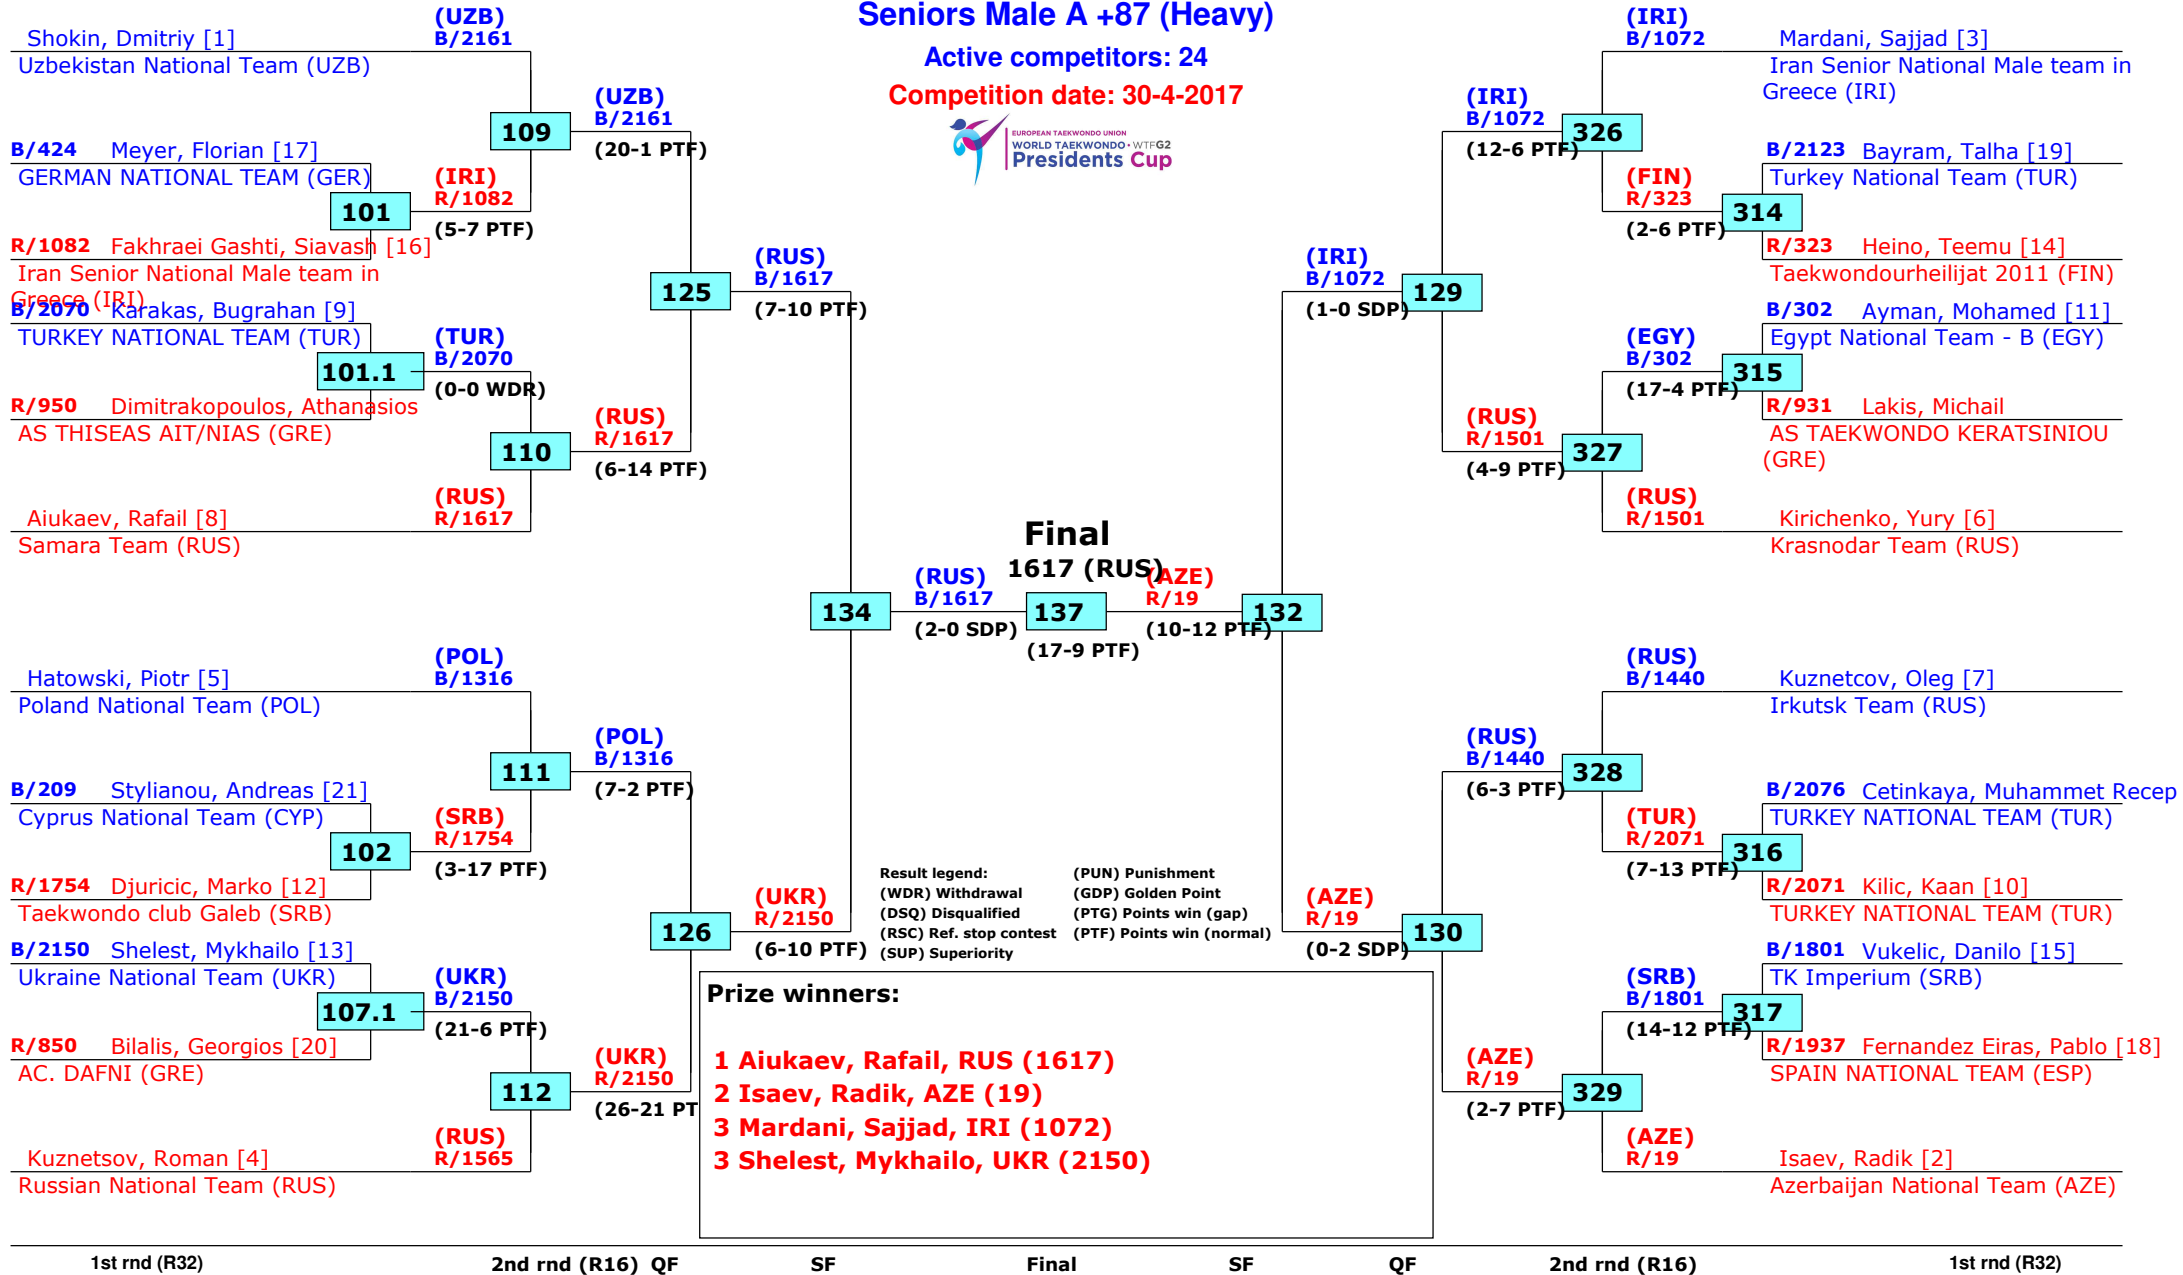 Seniors Male A +87 (Heavy)
Active competitors: 24
Competition date: 30-4-2017
EUROPEAN TAEKWONDO UNION
WORLD TAEKWONDO • WTFG2
Presidents Cup
Shokin, Dmitriy [1]
Uzbekistan National Team (UZB)
(UZB)
B/2161
B/424 Meyer, Florian [17]
GERMAN NATIONAL TEAM (GER)
101
R/1082 Fakhraei Gashti, Siavash [16]
Iran Senior National Male team in
Greece (IRI)
(IRI)
R/1082
(5-7 PTF)
109
(UZB)
B/2161
(20-1 PTF)
B/2070 Karakas, Bugrahan [9]
TURKEY NATIONAL TEAM (TUR)
101.1
R/950 Dimitrakopoulos, Athanasios
AS THISEAS AIT/NIAS (GRE)
(TUR)
B/2070
(0-0 WDR)
110
Aiukaev, Rafail [8]
Samara Team (RUS)
(RUS)
R/1617
(RUS)
R/1617
(6-14 PTF)
125
(RUS)
B/1617
(7-10 PTF)
Hatowski, Piotr [5]
Poland National Team (POL)
(POL)
B/1316
B/209 Stylianou, Andreas [21]
Cyprus National Team (CYP)
102
R/1754 Djuricic, Marko [12]
Taekwondo club Galeb (SRB)
(SRB)
R/1754
(3-17 PTF)
111
(POL)
B/1316
(7-2 PTF)
B/2150 Shelest, Mykhailo [13]
Ukraine National Team (UKR)
107.1
R/850 Bilalis, Georgios [20]
AC. DAFNI (GRE)
(UKR)
B/2150
(21-6 PTF)
112
Kuznetsov, Roman [4]
Russian National Team (RUS)
(RUS)
R/1565
(UKR)
R/2150
(26-21 PT
126
(UKR)
R/2150
(6-10 PTF)
134
(RUS)
B/1617
(2-0 SDP)
Final
1617 (RUS)
137
(17-9 PTF)
(AZE)
R/19
(10-12 PTF)
132
(IRI)
B/1072
(1-0 SDP)
129
(IRI)
B/1072
(12-6 PTF)
326
(IRI)
B/1072
Mardani, Sajjad [3]
Iran Senior National Male team in
Greece (IRI)
(FIN)
R/323
(2-6 PTF)
314
B/2123 Bayram, Talha [19]
Turkey National Team (TUR)
R/323 Heino, Teemu [14]
Taekwondourheilijat 2011 (FIN)
(RUS)
R/1501
(4-9 PTF)
327
(EGY)
B/302
(17-4 PTF)
315
B/302 Ayman, Mohamed [11]
Egypt National Team - B (EGY)
R/931 Lakis, Michail
AS TAEKWONDO KERATSINIOU
(GRE)
(RUS)
R/1501
Kirichenko, Yury [6]
Krasnodar Team (RUS)
(AZE)
R/19
(0-2 SDP)
130
(RUS)
B/1440
(6-3 PTF)
328
(RUS)
B/1440
Kuznetcov, Oleg [7]
Irkutsk Team (RUS)
(TUR)
R/2071
(7-13 PTF)
316
B/2076 Cetinkaya, Muhammet Recep
TURKEY NATIONAL TEAM (TUR)
R/2071 Kilic, Kaan [10]
TURKEY NATIONAL TEAM (TUR)
(AZE)
R/19
(2-7 PTF)
329
(SRB)
B/1801
(14-12 PTF)
317
B/1801 Vukelic, Danilo [15]
TK Imperium (SRB)
R/1937 Fernandez Eiras, Pablo [18]
SPAIN NATIONAL TEAM (ESP)
(AZE)
R/19
Isaev, Radik [2]
Azerbaijan National Team (AZE)
Result legend:
(WDR) Withdrawal
(DSQ) Disqualified
(RSC) Ref. stop contest
(SUP) Superiority
(PUN) Punishment
(GDP) Golden Point
(PTG) Points win (gap)
(PTF) Points win (normal)
Prize winners:
1 Aiukaev, Rafail, RUS (1617)
2 Isaev, Radik, AZE (19)
3 Mardani, Sajjad, IRI (1072)
3 Shelest, Mykhailo, UKR (2150)
1st rnd (R32) 2nd rnd (R16) QF SF Final SF QF 2nd rnd (R16) 1st rnd (R32)